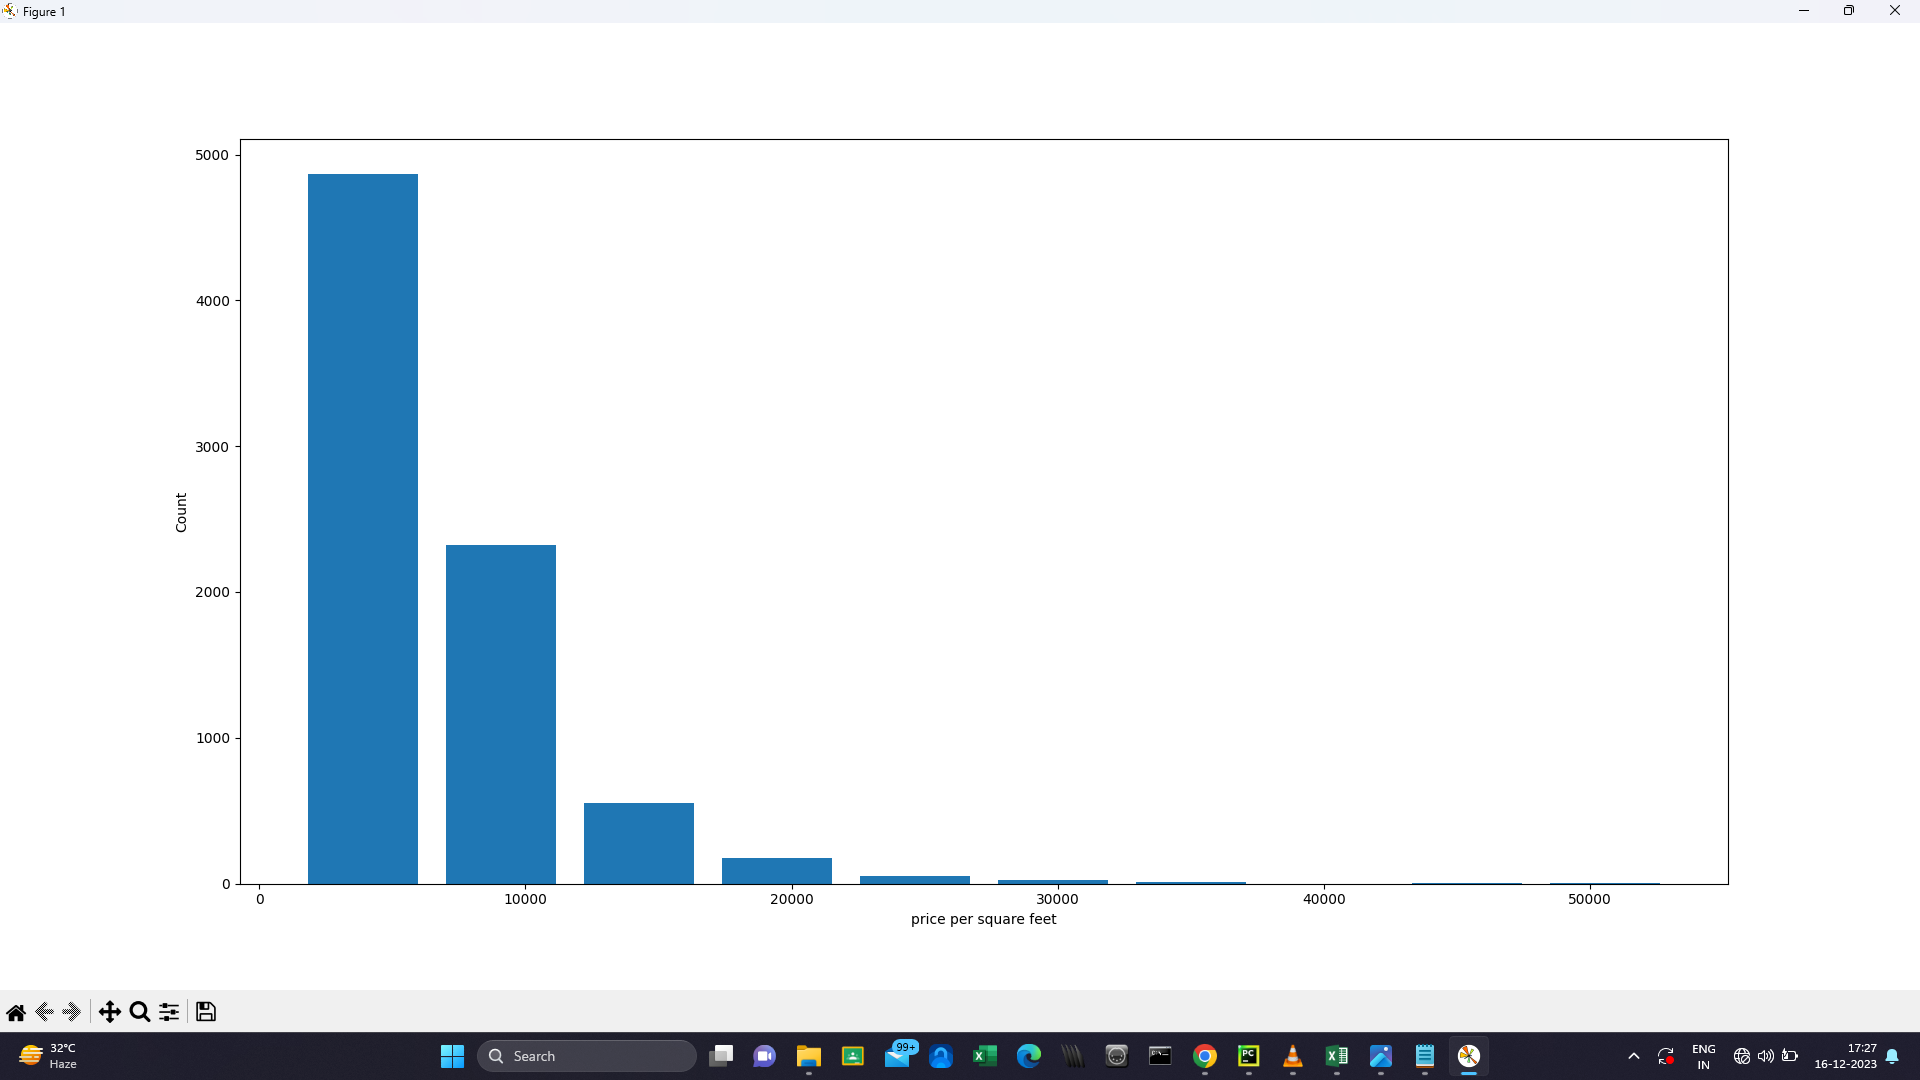 Figure 1
5000
4000
3000
2000
1000
0
Count
0 10000 20000 30000 40000 50000
price per square feet
32°C
Haze
Search
99+
PC
ENG
IN
17:27
16-12-2023